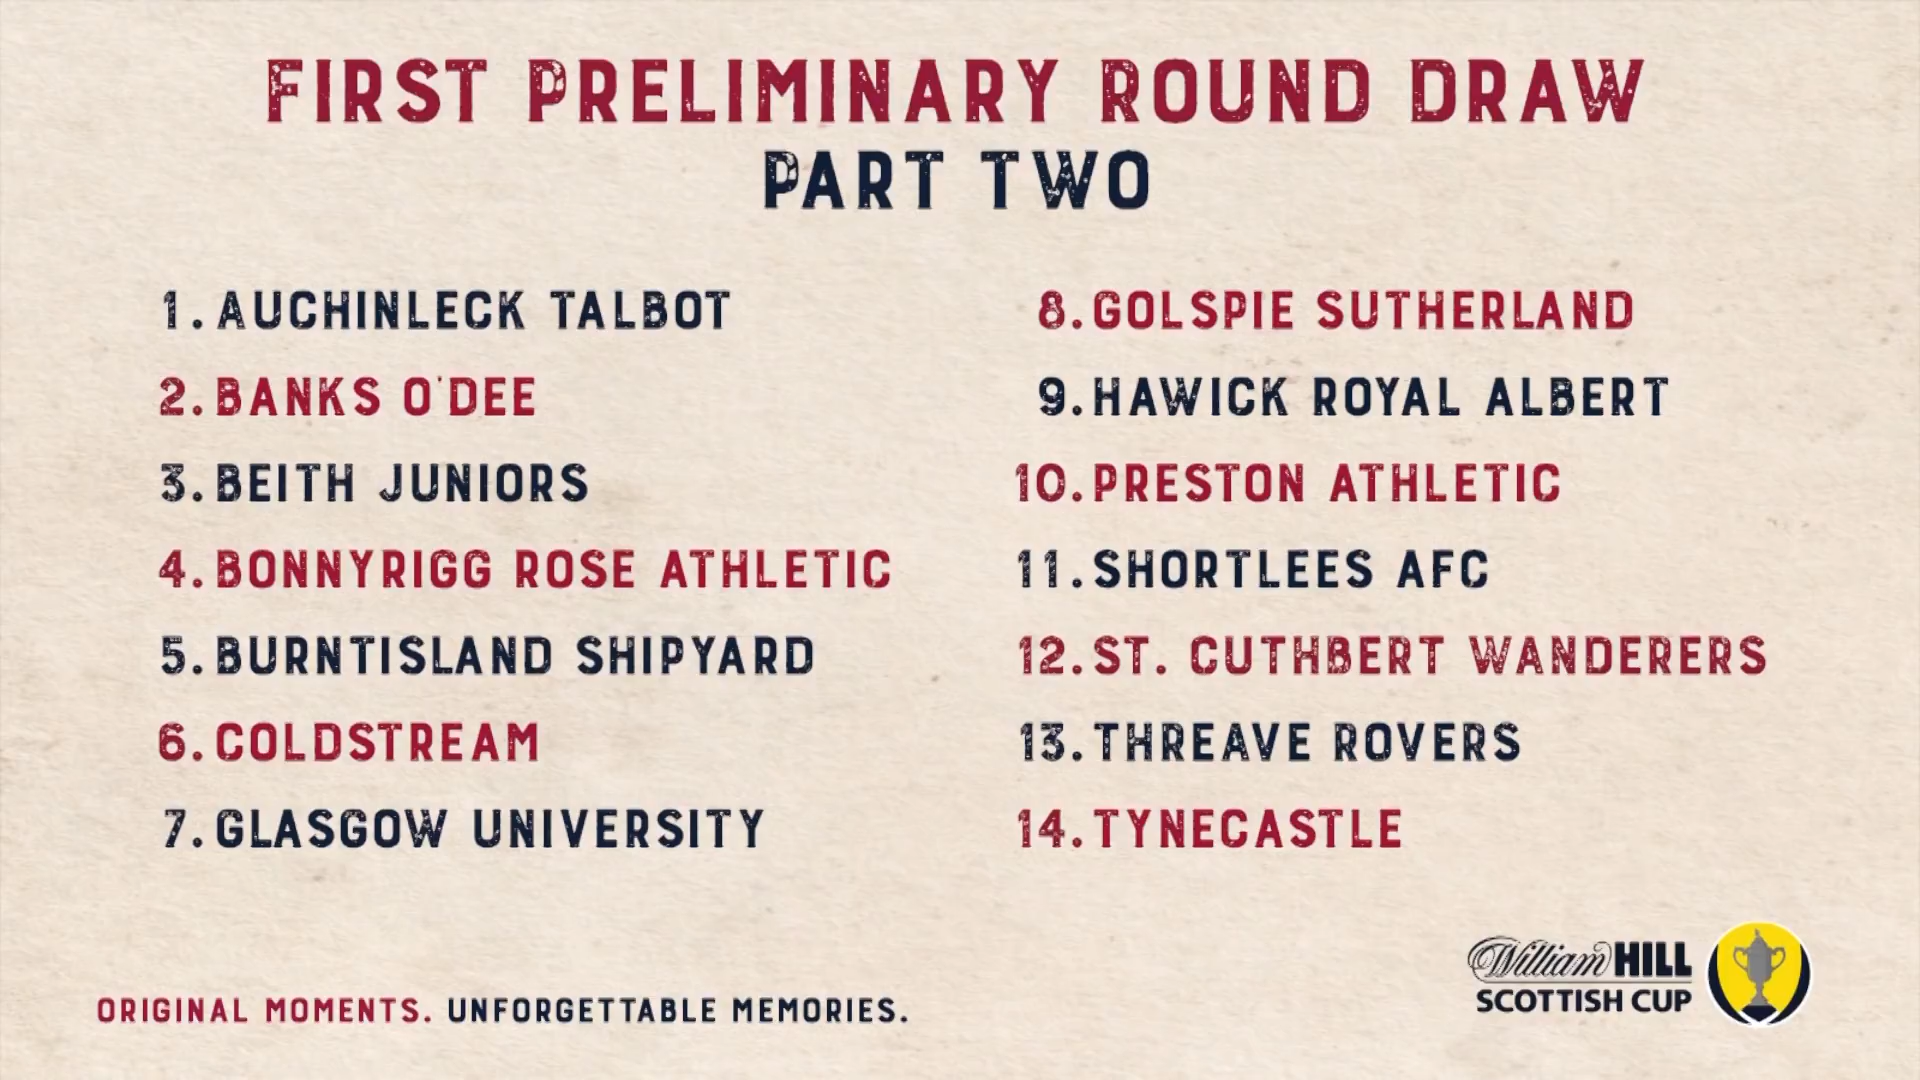 FIRST PRELIMINARY ROUND DRAW
PART TWO
1. AUCHINLECK TALBOT
2. BANKS O'DEE
3. BEITH JUNIORS
4. BONNYRIGG ROSE ATHLETIC
5. BURNTISLAND SHIPYARD
6. COLDSTREAM
7. GLASGOW UNIVERSITY
8. GOLSPIE SUTHERLAND
9. HAWICK ROYAL ALBERT
10. PRESTON ATHLETIC
11. SHORTLEES AFC
12. ST. CUTHBERT WANDERERS
13. THREAVE ROVERS
14. TYNECASTLE
ORIGINAL MOMENTS. UNFORGETTABLE MEMORIES.
William HILL
SCOTTISH CUP